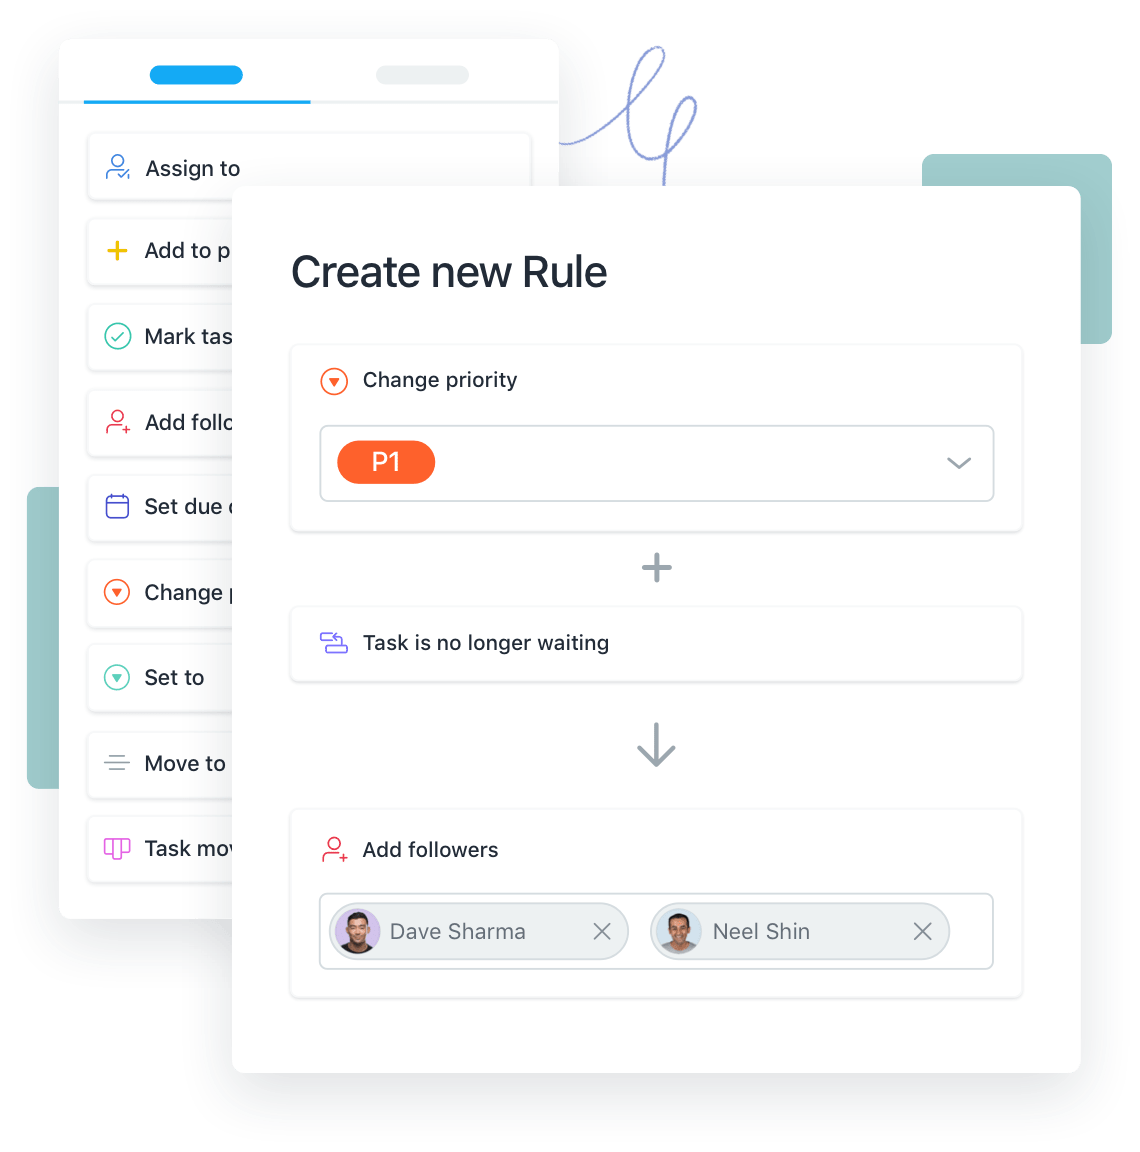 Assign to
Add to p
Mark tas
Add follo
Set due
Change
Set to
Move to
Task mov
Create new Rule
Change priority
P1
Task is no longer waiting
Add followers
Dave Sharma
Neel Shin